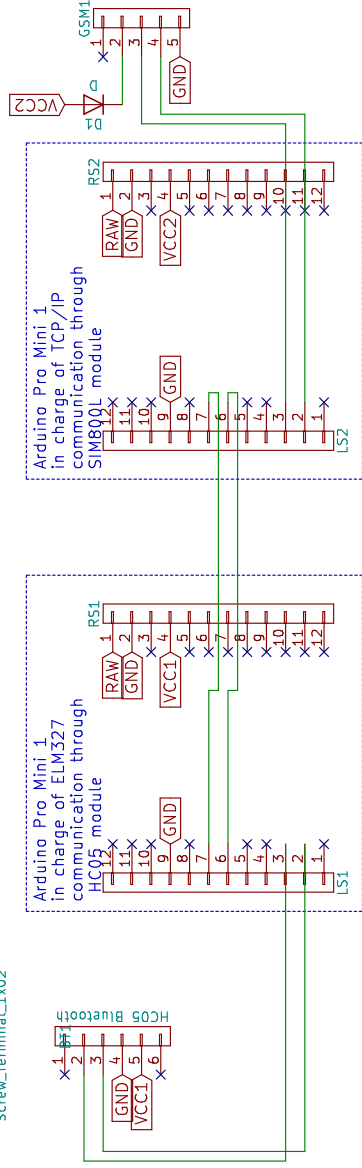 GSM1
1
2
3
4
5
GND
VCC2
D
D1
RS2
1
2
3
4
5
6
7
8
9
10
11
12
RAW
GND
VCC2
Arduino Pro Mini 1
in charge of TCP/IP
communication through
SIM800L module
12
11
10
9
8
7
6
5
4
3
2
1
GND
LS2
RS1
1
2
3
4
5
6
7
8
9
10
11
12
RAW
GND
VCC1
Arduino Pro Mini 1
in charge of ELM327
communication through
HC05 module
12
11
10
9
8
7
6
5
4
3
2
1
GND
LS1
Screw_Terminal_1x02
HC05 Bluetooth
BT1
1
2
3
4
5
6
GND
VCC1